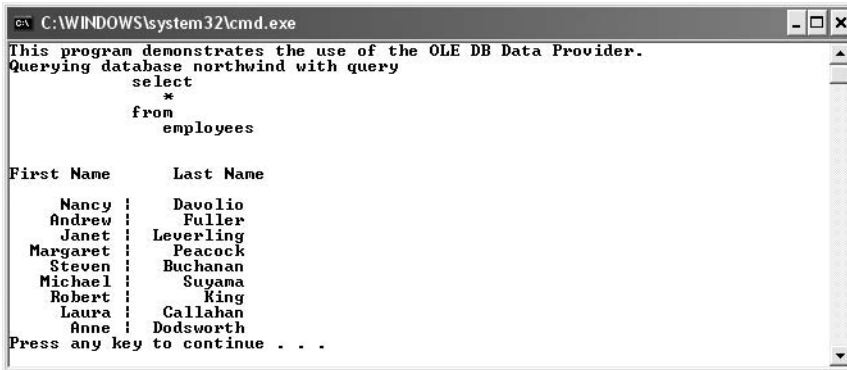 C:\WINDOWS\system32\cmd.exe
This program demonstrates the use of the OLE DB Data Provider.
Querying database northwind with query
select
*
from
employees
First Name Last Name
Nancy | Davolio
Andrew | Fuller
Janet | Leverling
Margaret | Peacock
Steven | Buchanan
Michael | Suyama
Robert | King
Laura | Callahan
Anne | Dodsworth
Press any key to continue . . .